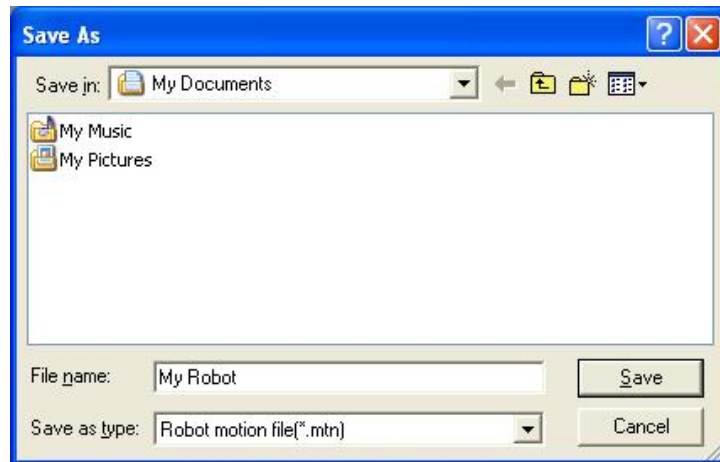 Save As
Save in: My Documents
My Music
My Pictures
File name: My Robot Save
Save as type: Robot motion file(*.mtn) Cancel